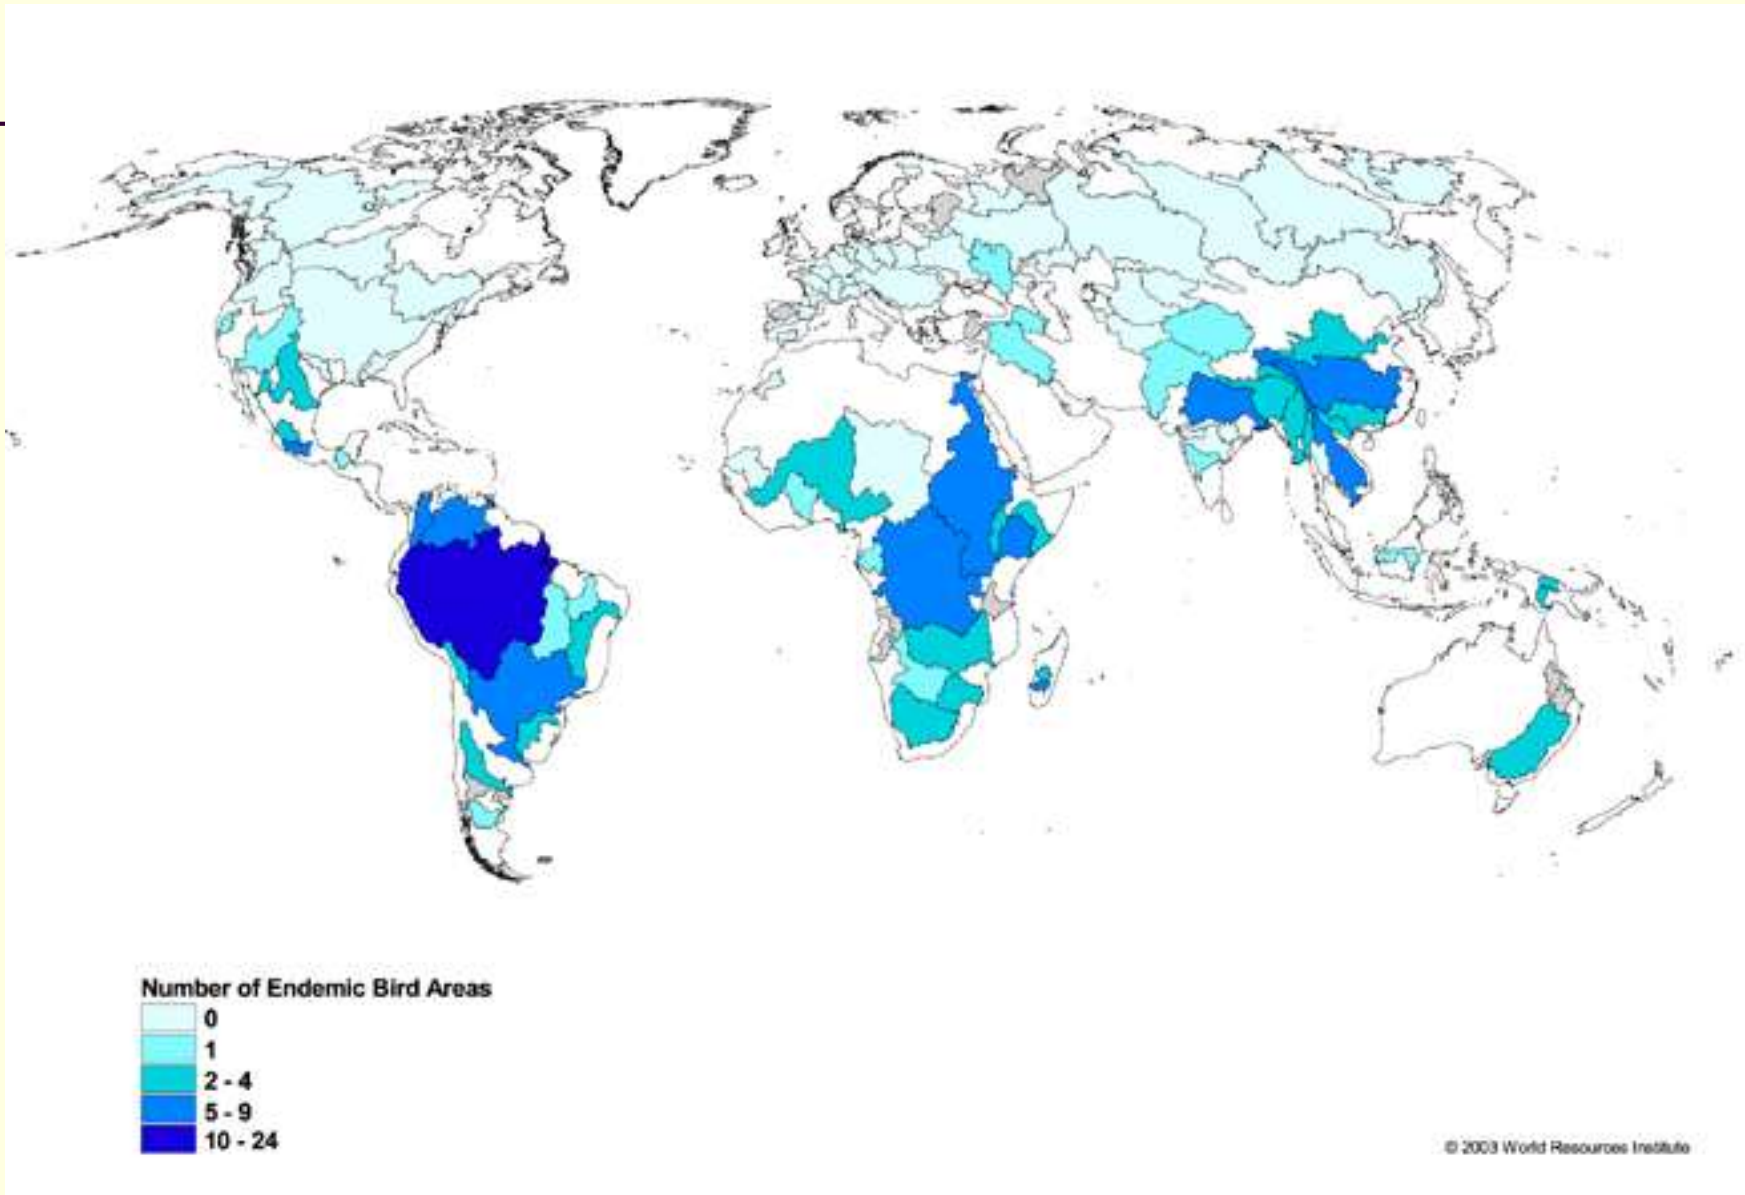 Number of Endemic Bird Areas
0
1
2 - 4
5 - 9
10 - 24
© 2003 World Resources Institute